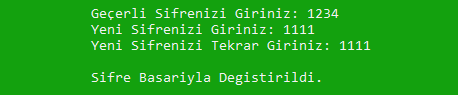 Geçerli Sifrenizi Giriniz: 1234
Yeni Sifrenizi Giriniz: 1111
Yeni Sifrenizi Tekrar Giriniz: 1111
Sifre Basariyla Degistirildi.